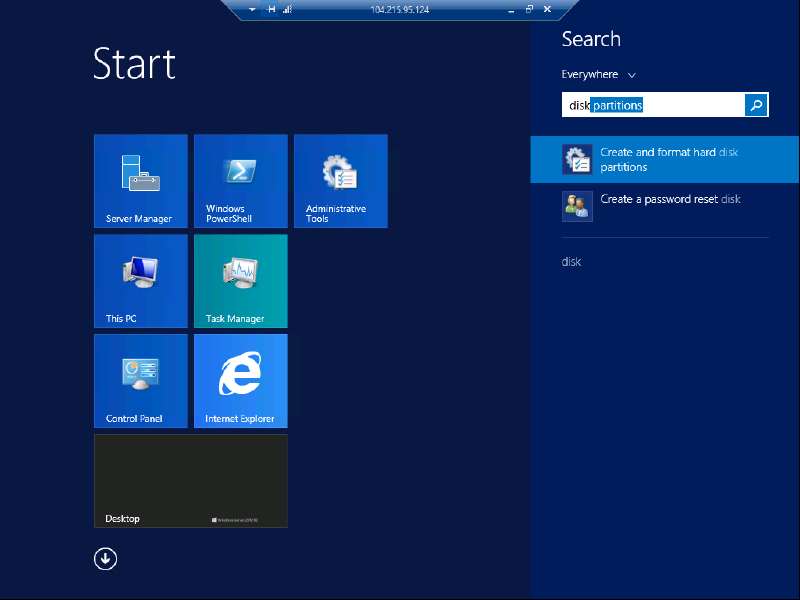 104.215.95.124
Start
Search
Everywhere
disk partitions
Create and format hard disk
partitions
Create a password reset disk
disk
Server Manager
Windows
PowerShell
Administrative
Tools
This PC
Task Manager
Control Panel
Internet Explorer
Desktop